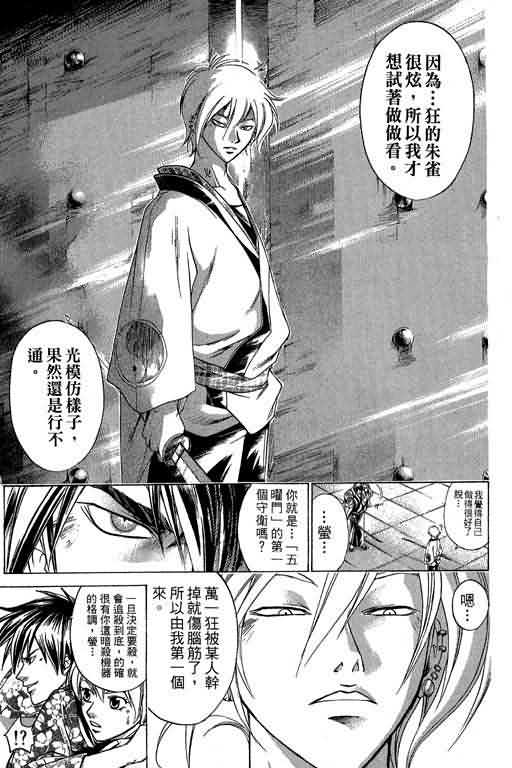 因為…狂的朱雀
很炫，所以我才
想試著做做看。
光模仿樣子，
果然還是行不
通。
我覺得自己
做得很好了
說…
…螢…
你就是…「五
曜門」的第一
個守衛嗎？
嗯…
萬一狂被某人幹
掉就傷腦筋了，
所以由我第一個
來。
一旦決定要殺，就
會追殺到底，的確
很有你這暗殺機器
的格調，螢…
!?